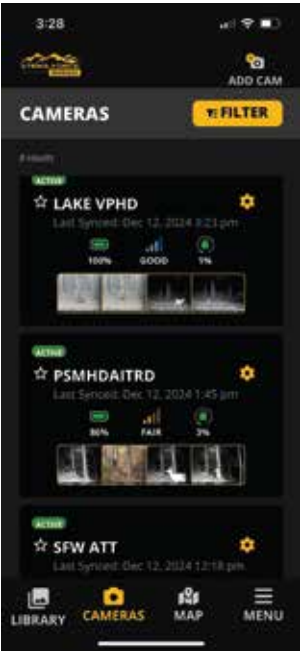 3:28
ADD CAM
CAMERAS
FILTER
ACTIVE
LAKE VPHD
Last Synced: Dec 12, 2024 3:23 pm
100% GOOD 1%
ACTIVE
PSMHDAITRD
Last Synced: Dec 12, 2024 1:45 pm
FAIR 3%
ACTIVE
SFW ATT
Last Synced: Dec 12, 2024 12:18 pm
LIBRARY CAMERAS MAP MENU